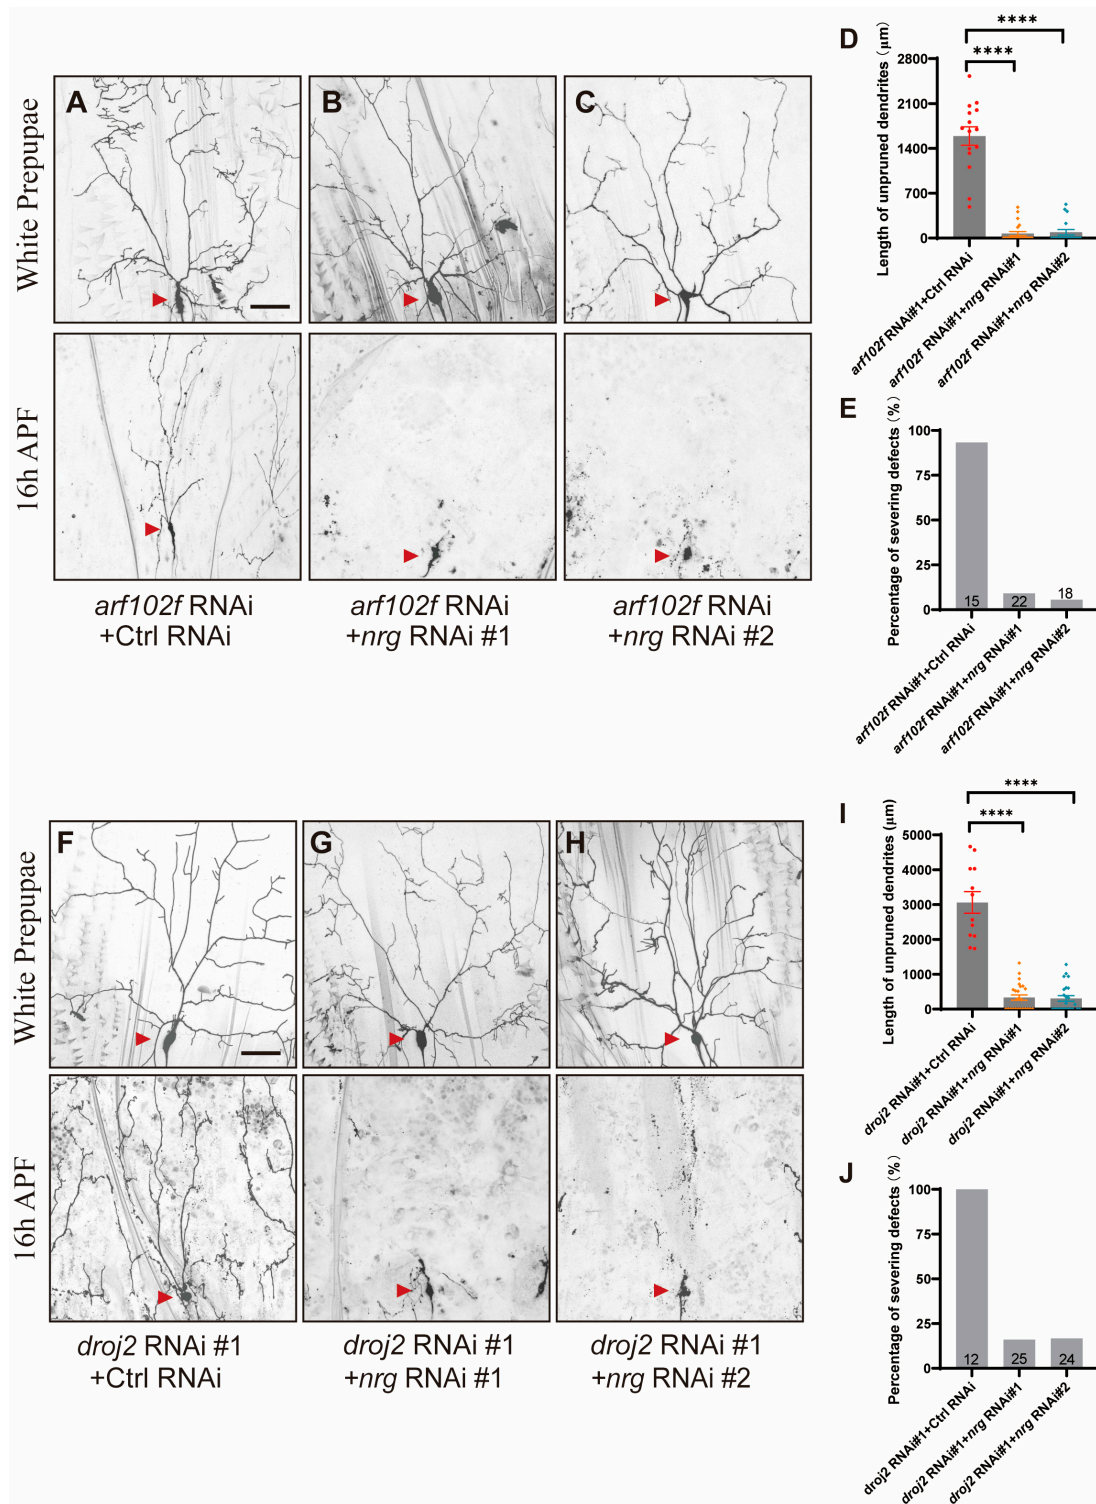 A
B
C
White Prepupae
16h APF
arf102f RNAi
+Ctrl RNAi
arf102f RNAi
+nrg RNAi #1
arf102f RNAi
+nrg RNAi #2
D
****
****
Length of unpruned dendrites (μm)
2800
2100
1400
700
0
arf102f RNAi#1+Ctrl RNAi
arf102f RNAi#1+nrg RNAi#1
arf102f RNAi#1+nrg RNAi#2
E
Percentage of severing defects (%)
100
75
50
25
0
15
22
18
arf102f RNAi#1+Ctrl RNAi
arf102f RNAi#1+nrg RNAi#1
arf102f RNAi#1+nrg RNAi#2
F
G
H
White Prepupae
16h APF
droj2 RNAi #1
+Ctrl RNAi
droj2 RNAi #1
+nrg RNAi #1
droj2 RNAi #1
+nrg RNAi #2
I
****
****
Length of unpruned dendrites (μm)
5000
4000
3000
2000
1000
0
droj2 RNAi#1+Ctrl RNAi
droj2 RNAi#1+nrg RNAi#1
droj2 RNAi#1+nrg RNAi#2
J
Percentage of severing defects (%)
100
75
50
25
0
12
25
24
droj2 RNAi#1+Ctrl RNAi
droj2 RNAi#1+nrg RNAi#1
droj2 RNAi#1+nrg RNAi#2